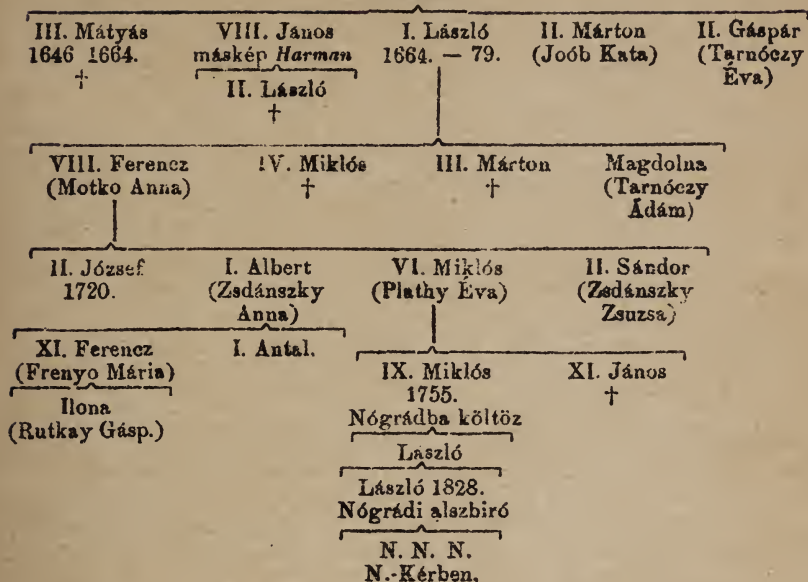 III. Mátyás VIII. János I. László II. Márton II. Gáspár
1646 1664. máskép Harman 1664. — 79. (Joób Kata) (Tarnóczy
† Éva)
II. László
†
VIII. Ferencz IV. Miklós III. Márton Magdolna
(Motko Anna) † † (Tarnóczy
Ádám)
II. József I. Albert VI. Miklós II. Sándor
1720. (Zsdánszky (Plathy Éva) (Zsdánszky
Anna) Zsuzsa)
XI. Ferencz I. Antal. IX. Miklós XI. János
(Frenyo Mária) 1755. †
Ilona Nógrádba költöz
(Rutkay Gásp.) László
László 1828.
Nógrádi alszbiró
N. N. N.
N.-Kérben.